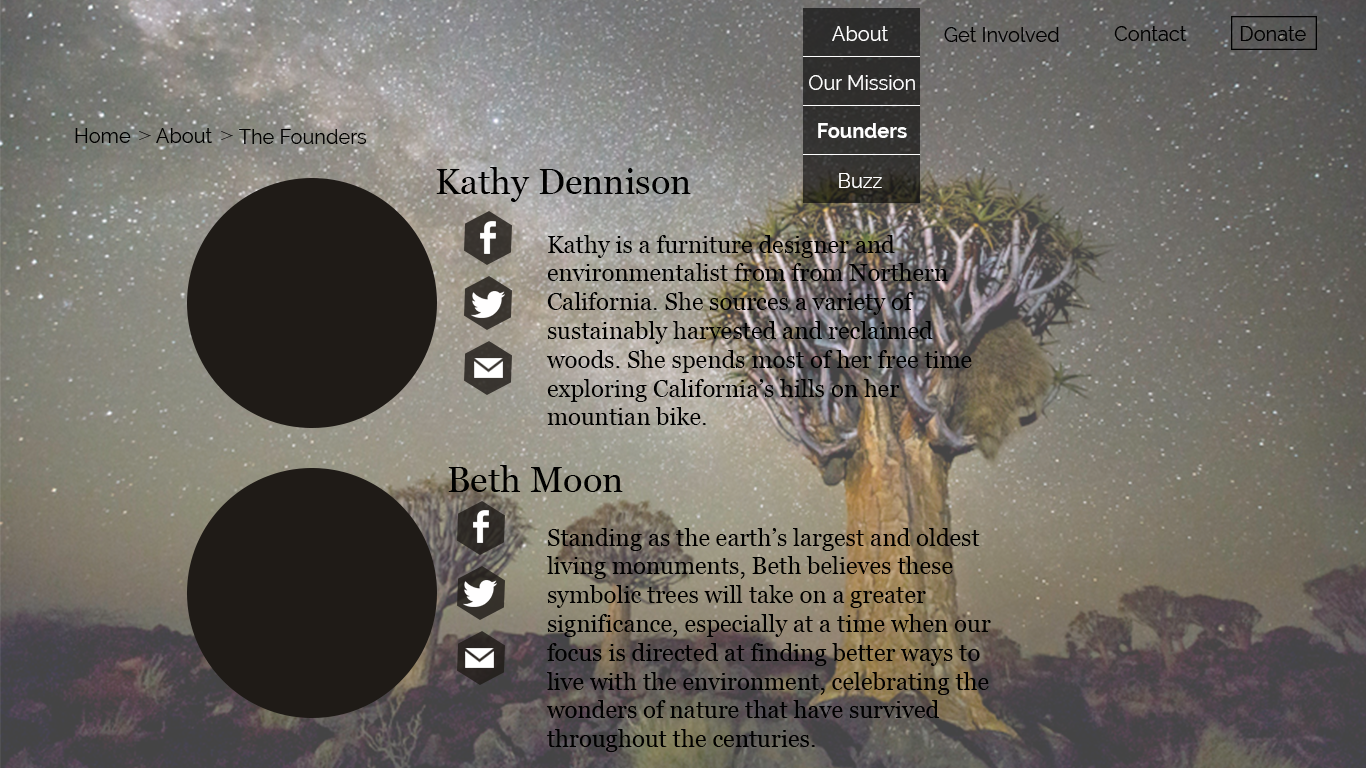 About
Get Involved
Contact
Donate
Our Mission
Founders
Buzz
Home > About > The Founders
Kathy Dennison
Kathy is a furniture designer and
environmentalist from from Northern
California. She sources a variety of
sustainably harvested and reclaimed
woods. She spends most of her free time
exploring California’s hills on her
mountian bike.
Beth Moon
Standing as the earth’s largest and oldest
living monuments, Beth believes these
symbolic trees will take on a greater
significance, especially at a time when our
focus is directed at finding better ways to
live with the environment, celebrating the
wonders of nature that have survived
throughout the centuries.